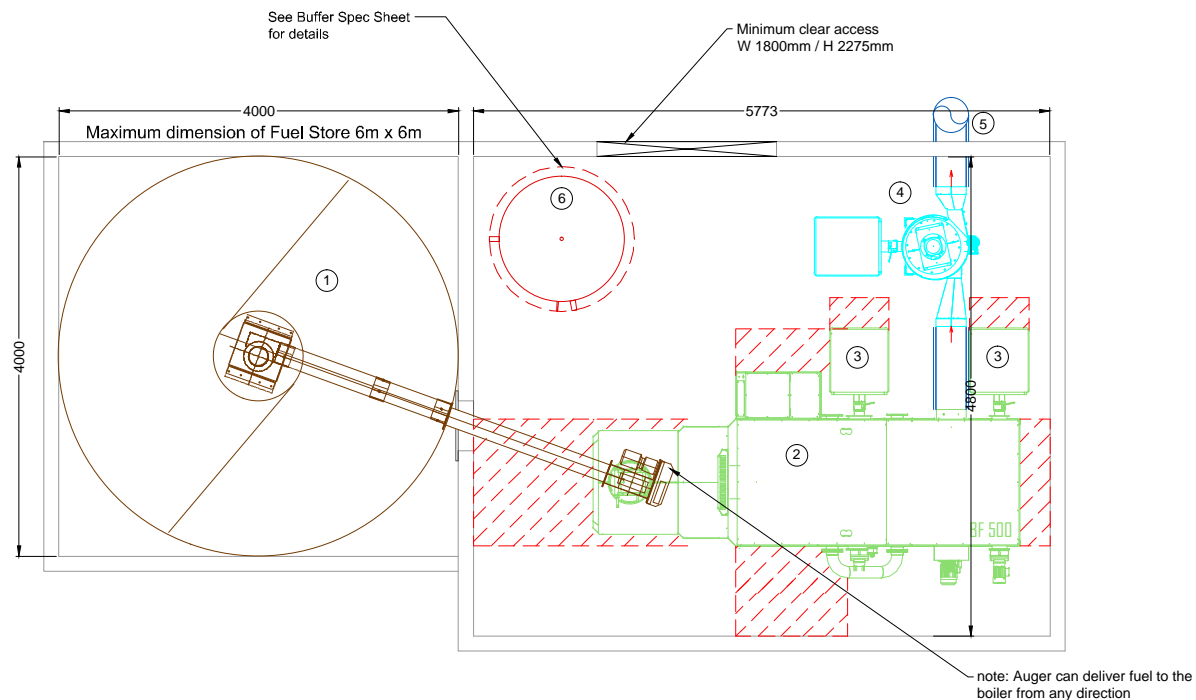 See Buffer Spec Sheet
for details
Minimum clear access
W 1800mm / H 2275mm
4000
5773
Maximum dimension of Fuel Store 6m x 6m
5
6
4
1
4000
3
3
4800
2
BF 500
note: Auger can deliver fuel to the
boiler from any direction